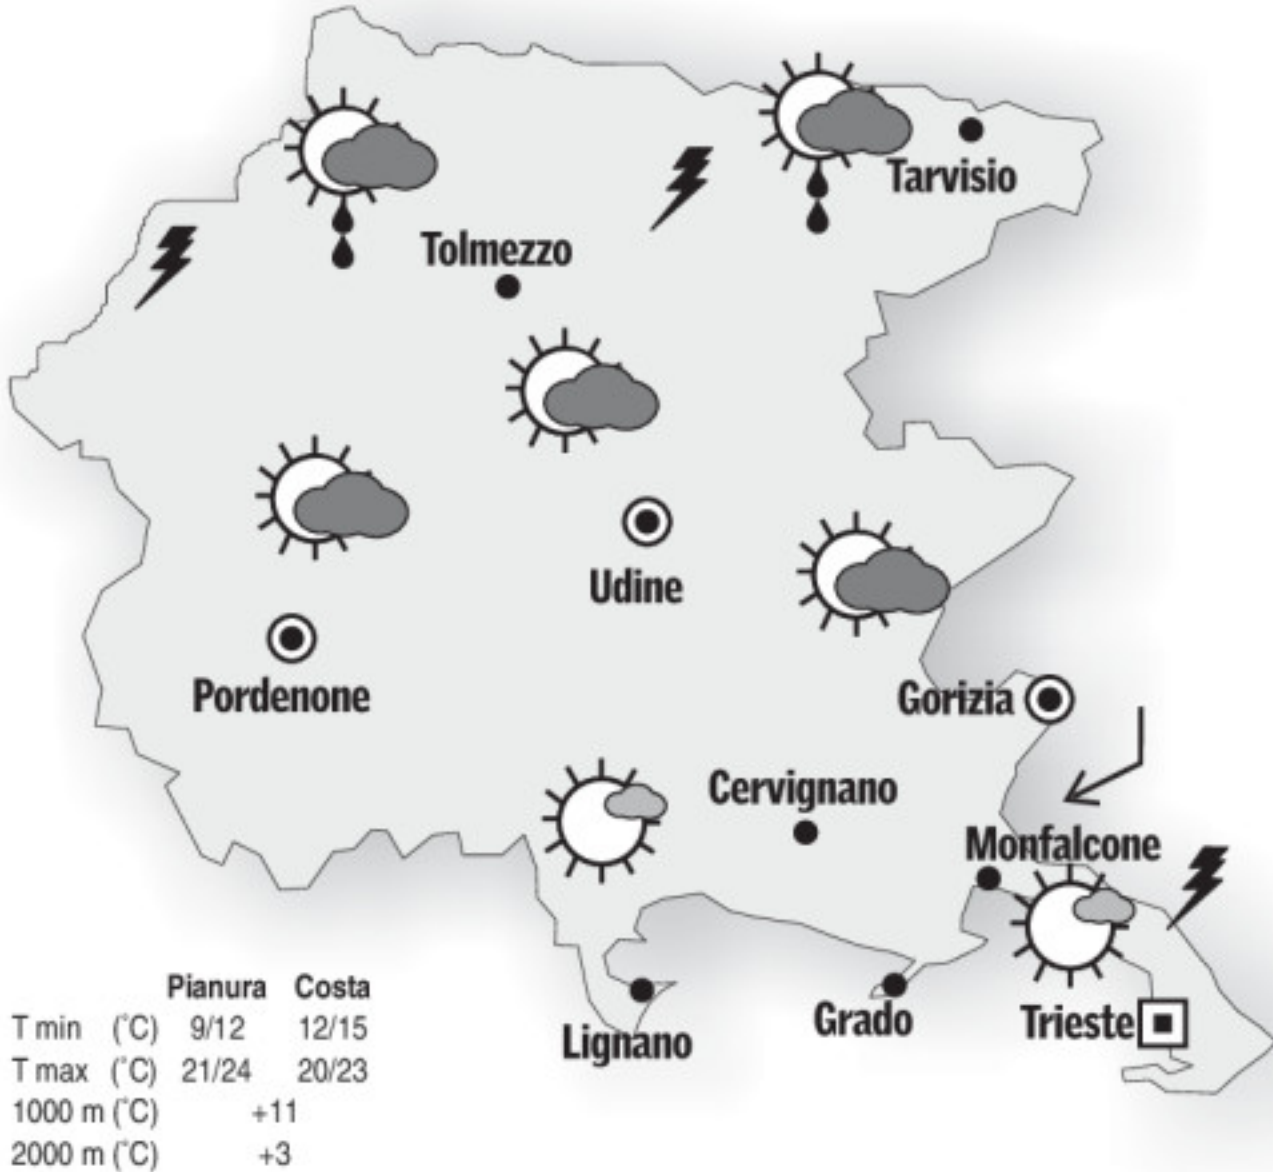 Tarvisio
Tolmezzo
Udine
Pordenone
Gorizia
Cervignano
Monfalcone
Lignano
Grado
Trieste
Pianura Costa
T min (°C) 9/12 12/15
T max (°C) 21/24 20/23
1000 m (°C) +11
2000 m (°C) +3